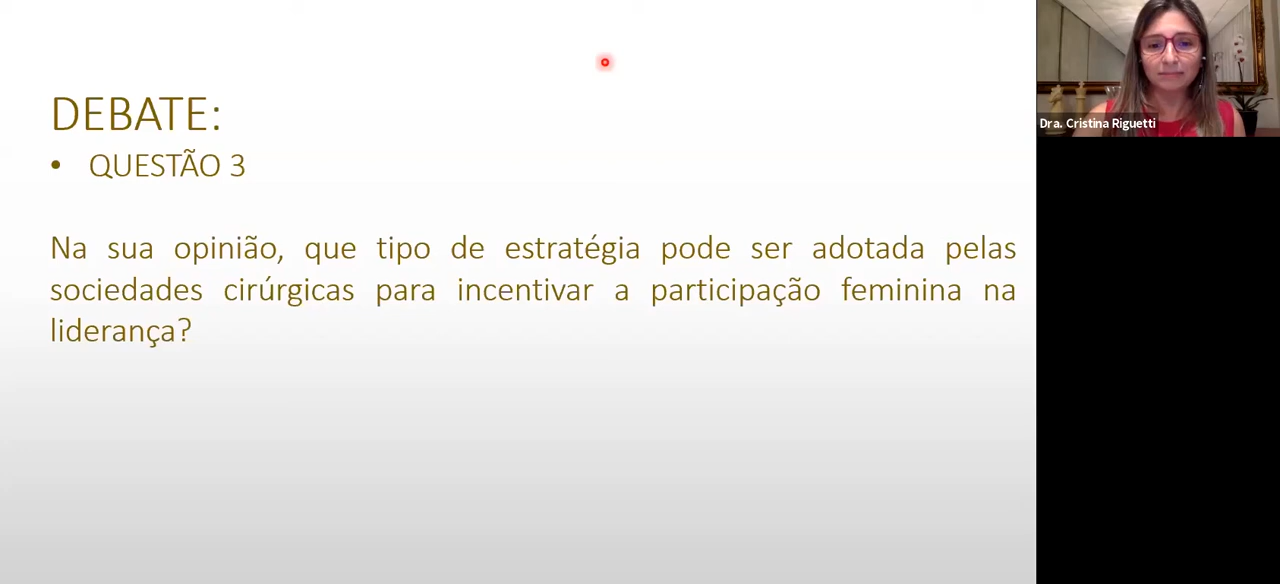 DEBATE:
• QUESTÃO 3
Na sua opinião, que tipo de estratégia pode ser adotada pelas
sociedades cirúrgicas para incentivar a participação feminina na
liderança?
Dra. Cristina Riguetti